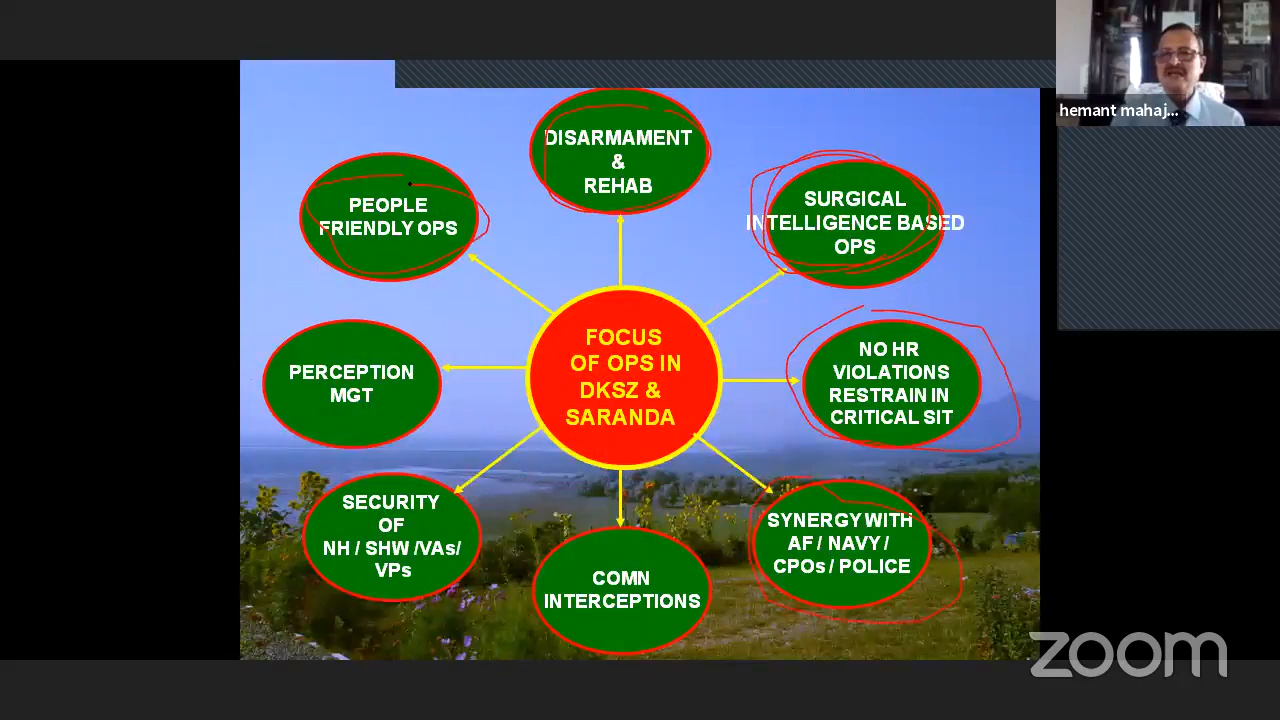 hemant mahaj...
DISARMAMENT
&
REHAB
PEOPLE
FRIENDLY OPS
SURGICAL
INTELLIGENCE BASED
OPS
FOCUS
OF OPS IN
DKSZ &
SARANDA
NO HR
VIOLATIONS
RESTRAIN IN
CRITICAL SIT
PERCEPTION
MGT
SECURITY
OF
NH / SHW /VAs/
VPs
COMN
INTERCEPTIONS
SYNERGY WITH
AF / NAVY /
CPOs / POLICE
zoom